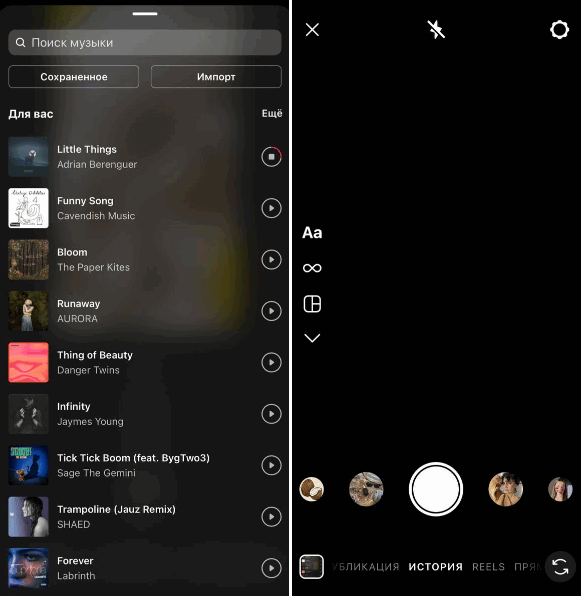 Поиск музыки
Сохраненное
Импорт
Для вас
Ещё
Little Things
Adrian Berenguer
Funny Song
Cavendish Music
Bloom
The Paper Kites
Runaway
AURORA
Thing of Beauty
Danger Twins
Infinity
Jaymes Young
Tick Tick Boom (feat. BygTwo3)
Sage The Gemini
Trampoline (Jauz Remix)
SHAED
Forever
Labrinth
Aa
УБЛИКАЦИЯ ИСТОРИЯ REELS ПРЯ